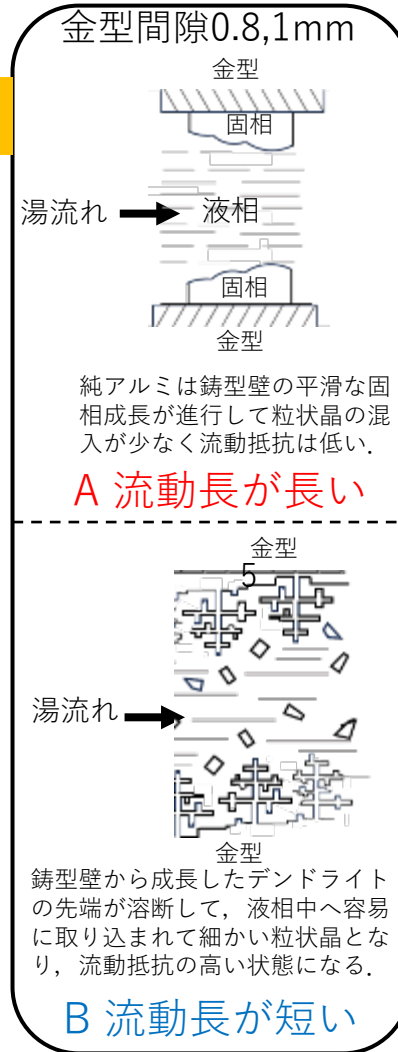 金型間隙0.8,1mm
金型
固相
湯流れ
液相
固相
金型
純アルミは鋳型壁の平滑な固
相成長が進行して粒状晶の混
入が少なく流動抵抗は低い.
A 流動長が長い
金型
5
湯流れ
金型
鋳型壁から成長したデンドライト
の先端が溶断して，液相中へ容易
に取り込まれて細かい粒状晶とな
り，流動抵抗の高い状態になる.
B 流動長が短い